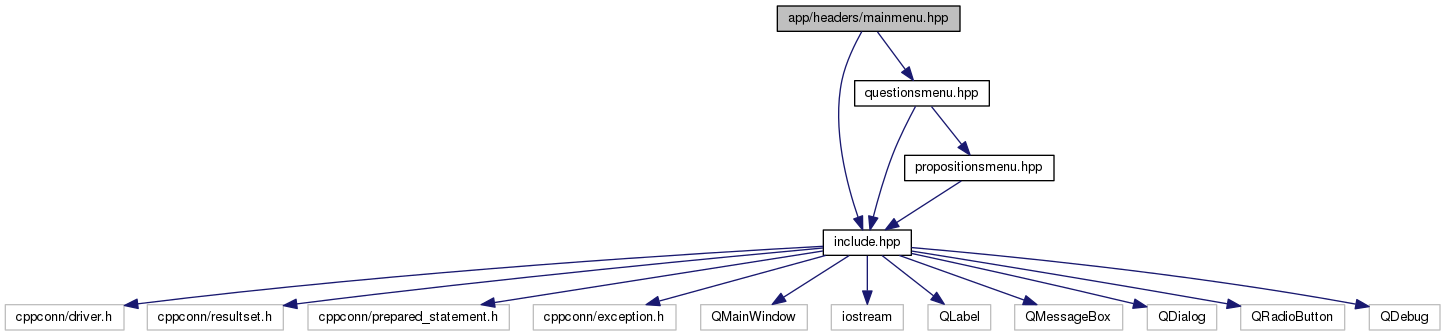 app/headers/mainmenu.hpp
questionsmenu.hpp
propositionsmenu.hpp
include.hpp
cppconn/driver.h
cppconn/resultset.h
cppconn/prepared_statement.h
cppconn/exception.h
QMainWindow
iostream
QLabel
QMessageBox
QDialog
QRadioButton
QDebug